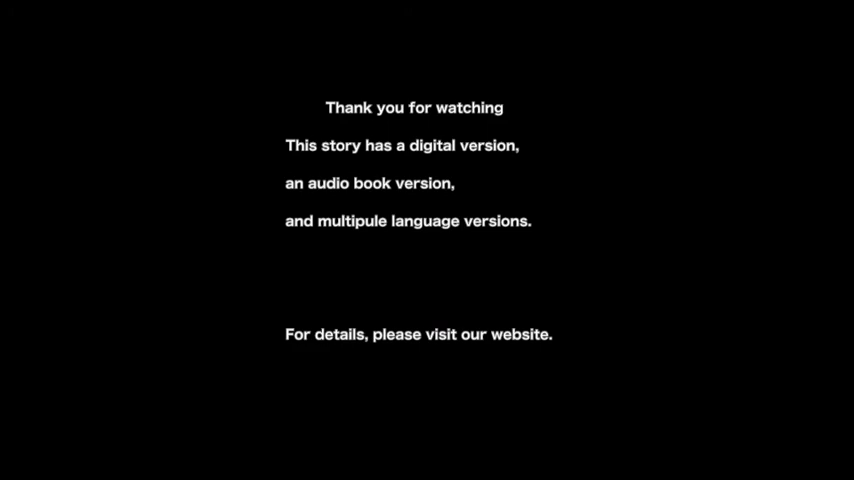 Thank you for watching
This story has a digital version,
an audio book version,
and multipule language versions.
For details, please visit our website.